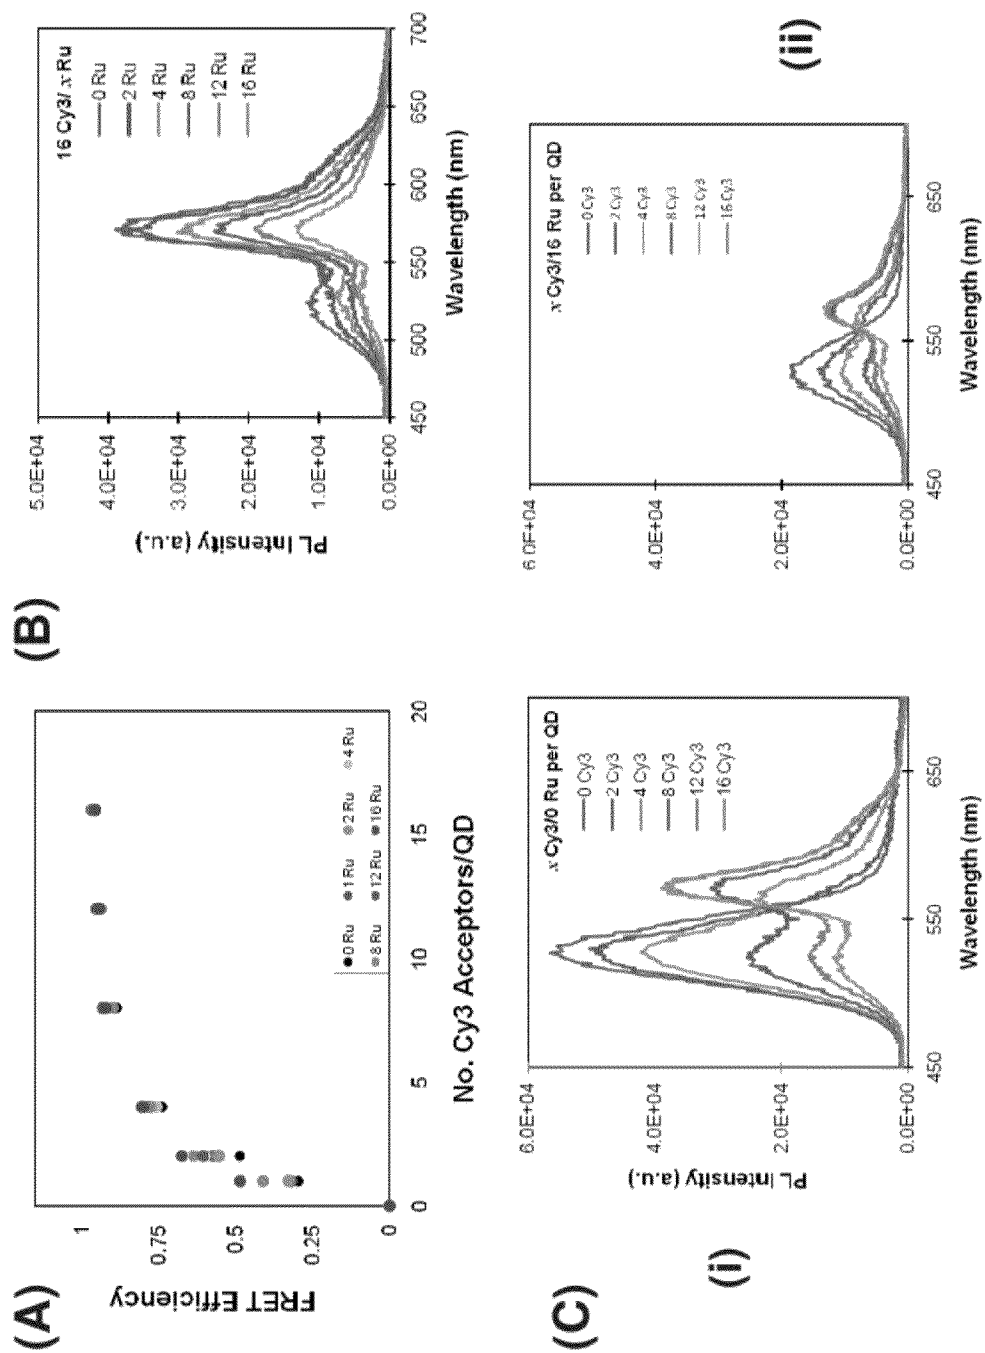 (A)
FRET Efficiency
1
0.75
0.5
0.25
0
0 5 10 15 20
No. Cy3 Acceptors/QD
0 Ru 1 Ru 2 Ru 4 Ru
8 Ru 12 Ru 16 Ru
(B)
PL Intensity (a.u.)
5.0E+04
4.0E+04
3.0E+04
2.0E+04
1.0E+04
0.0E+00
450 500 550 600 650 700
Wavelength (nm)
16 Cy3/ x Ru
0 Ru
2 Ru
4 Ru
8 Ru
12 Ru
16 Ru
(C)
(i)
PL Intensity (a.u.)
6.0E+04
4.0E+04
2.0E+04
0.0E+00
450 550 650
Wavelength (nm)
x Cy3/0 Ru per QD
0 Cy3
2 Cy3
4 Cy3
8 Cy3
12 Cy3
16 Cy3
(ii)
6.0E+04
4.0E+04
2.0E+04
0.0E+00
450 550 650
Wavelength (nm)
x Cy3/16 Ru per QD
0 Cy3
2 Cy3
4 Cy3
8 Cy3
12 Cy3
16 Cy3